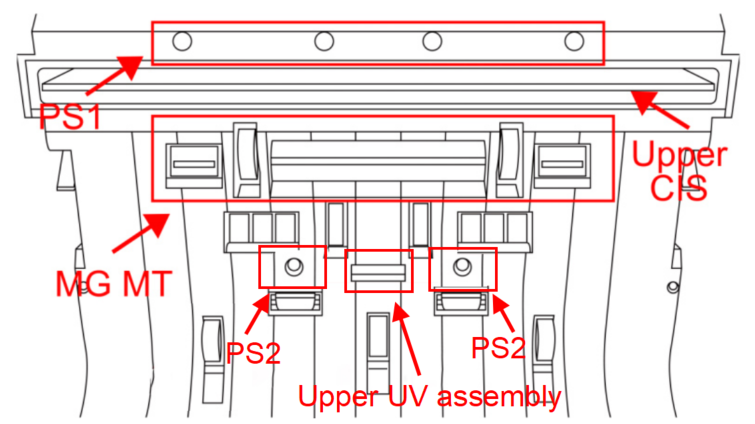 PS1
Upper
CIS
MG MT
PS2
PS2
Upper UV assembly